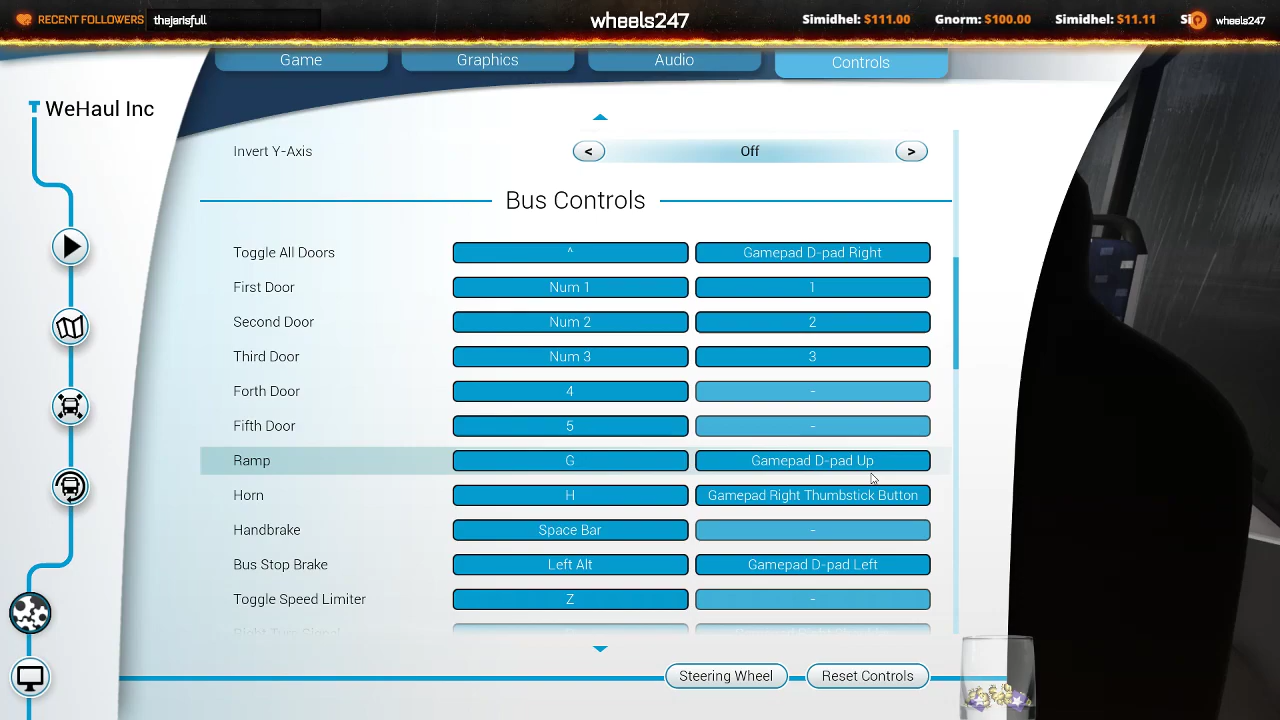 RECENT FOLLOWERS thejarisfull wheels247 Simidhel: $111.00 Gnorm: $100.00 Simidhel: $11.11 Si wheels247
Game Graphics Audio Controls
WeHaul Inc
Invert Y-Axis < Off >
Bus Controls
Toggle All Doors ^ Gamepad D-pad Right
First Door Num 1 1
Second Door Num 2 2
Third Door Num 3 3
Forth Door 4 -
Fifth Door 5 -
Ramp G Gamepad D-pad Up
Horn H Gamepad Right Thumbstick Button
Handbrake Space Bar -
Bus Stop Brake Left Alt Gamepad D-pad Left
Toggle Speed Limiter Z -
Right Turn Signal
Steering Wheel Reset Controls